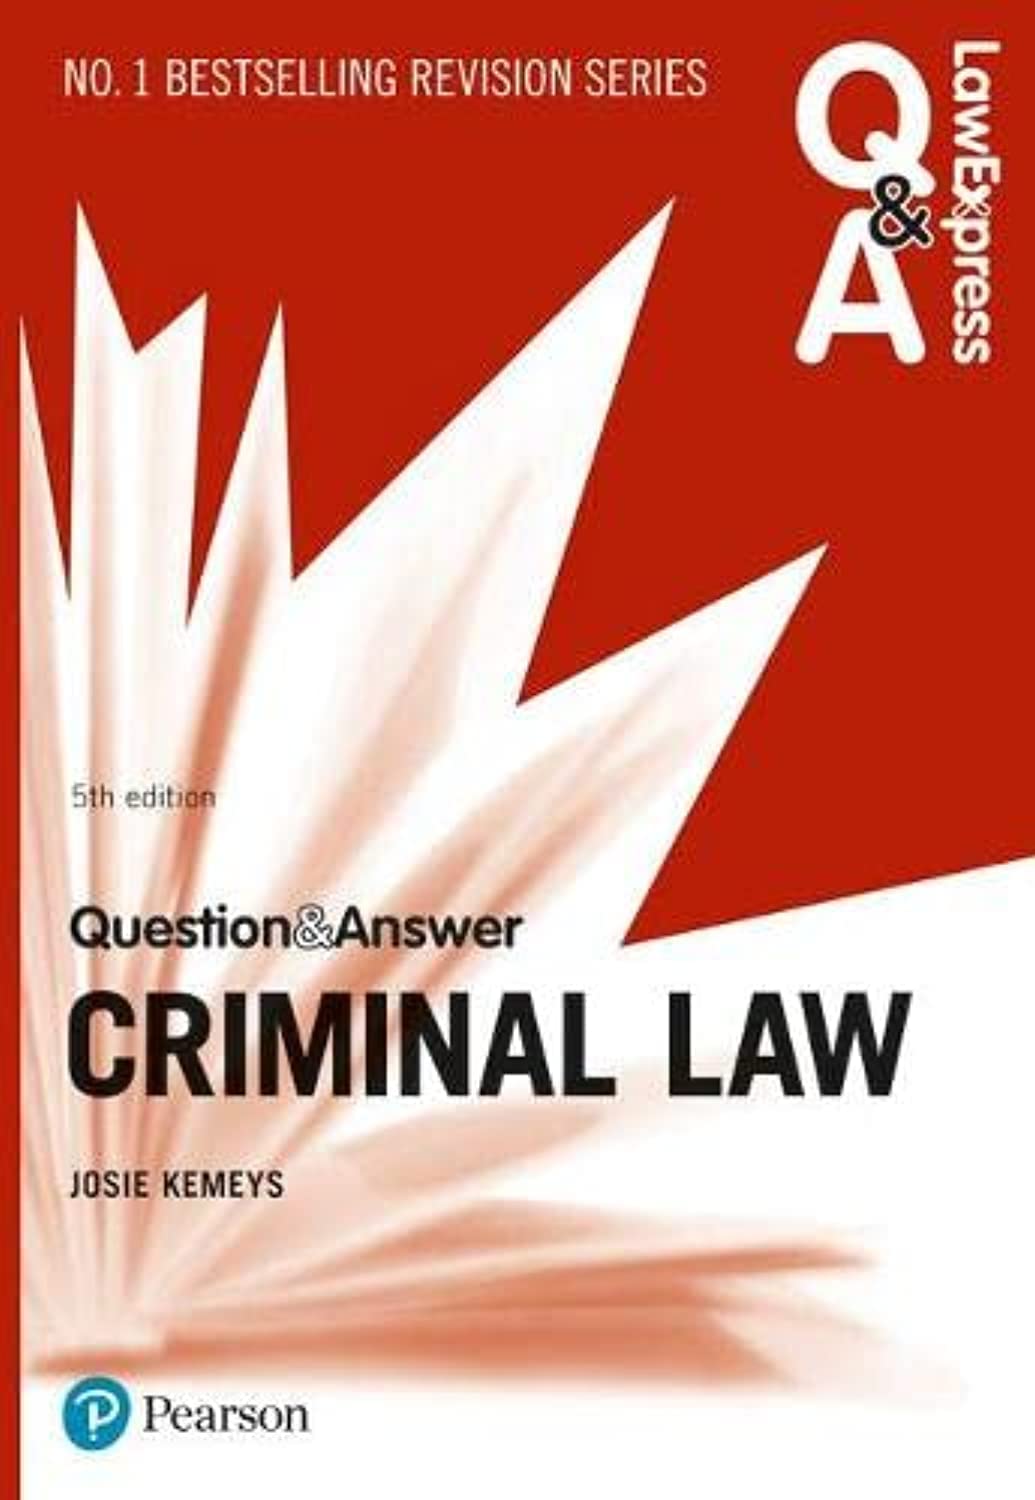 NO. 1 BESTSELLING REVISION SERIES
Q
&
A
LawExpress
5th edition
Question&Answer
CRIMINAL LAW
JOSIE KEMEYS
Pearson